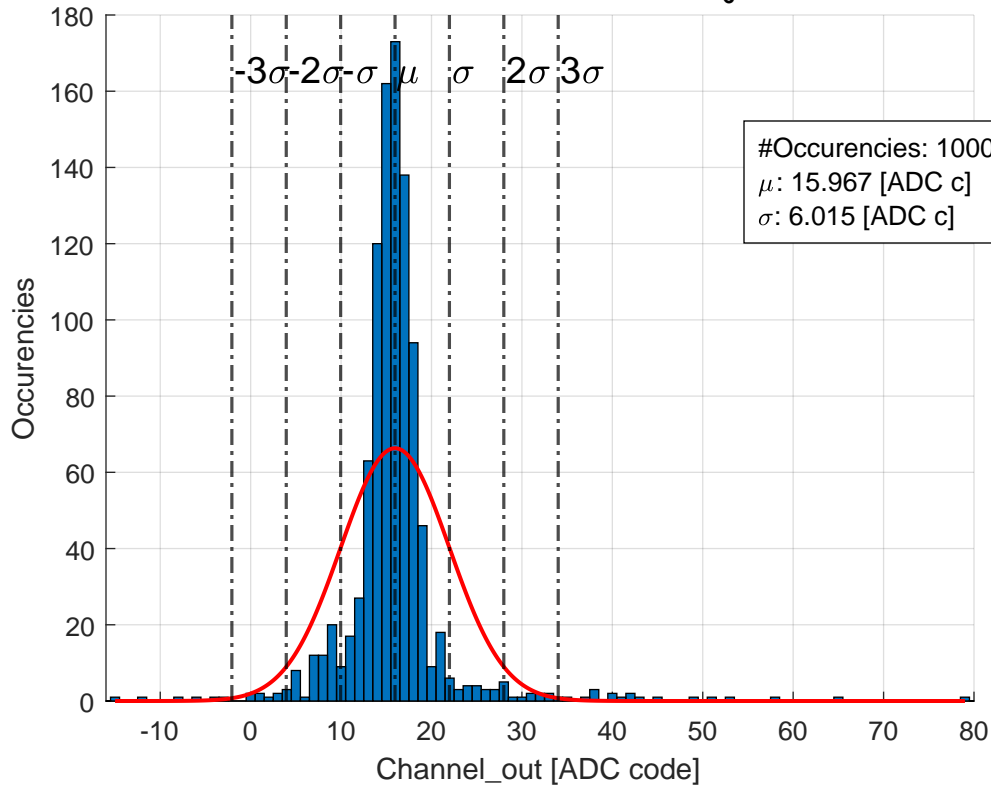 180
160
140
120
100
80
60
40
20
0
Occurencies
-3σ -2σ -σ μ σ 2σ 3σ
#Occurencies: 1000
μ: 15.967 [ADC c]
σ: 6.015 [ADC c]
-10 0 10 20 30 40 50 60 70 80
Channel_out [ADC code]